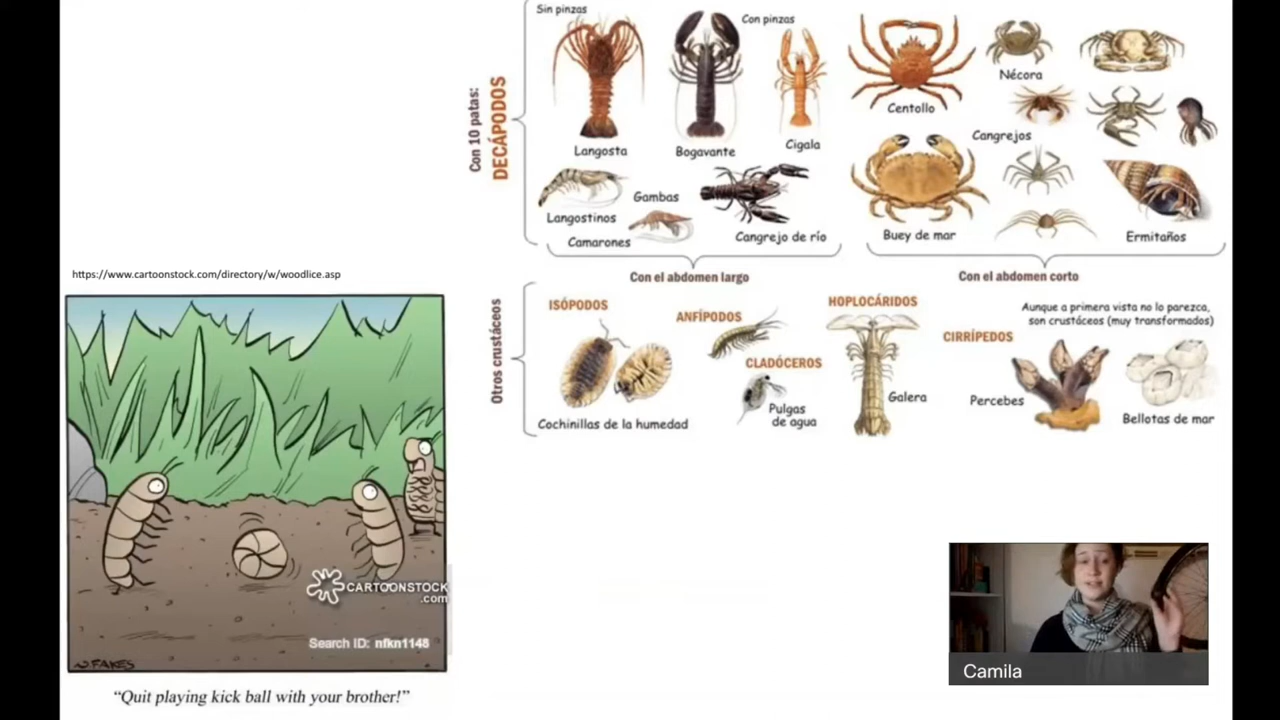 Sin pinzas
Con pinzas
Con 10 patas:
DECÁPODOS
Langosta
Bogavante
Cigala
Langostinos
Gambas
Camarones
Cangrejo de río
Con el abdomen largo
Centollo
Nécora
Cangrejos
Buey de mar
Ermitaños
Con el abdomen corto
Otros crustáceos
ISÓPODOS
Cochinillas de la humedad
ANFÍPODOS
CLADÓCEROS
Pulgas
de agua
HOPLOCÁRIDOS
Galera
Aunque a primera vista no lo parezca,
son crustáceos (muy transformados)
CIRRÍPEDOS
Percebes
Bellotas de mar
https://www.cartoonstock.com/directory/w/woodlice.asp
CARTOONSTOCK
.com
Search ID: nfkn1148
W.FAKES
“Quit playing kick ball with your brother!”
Camila